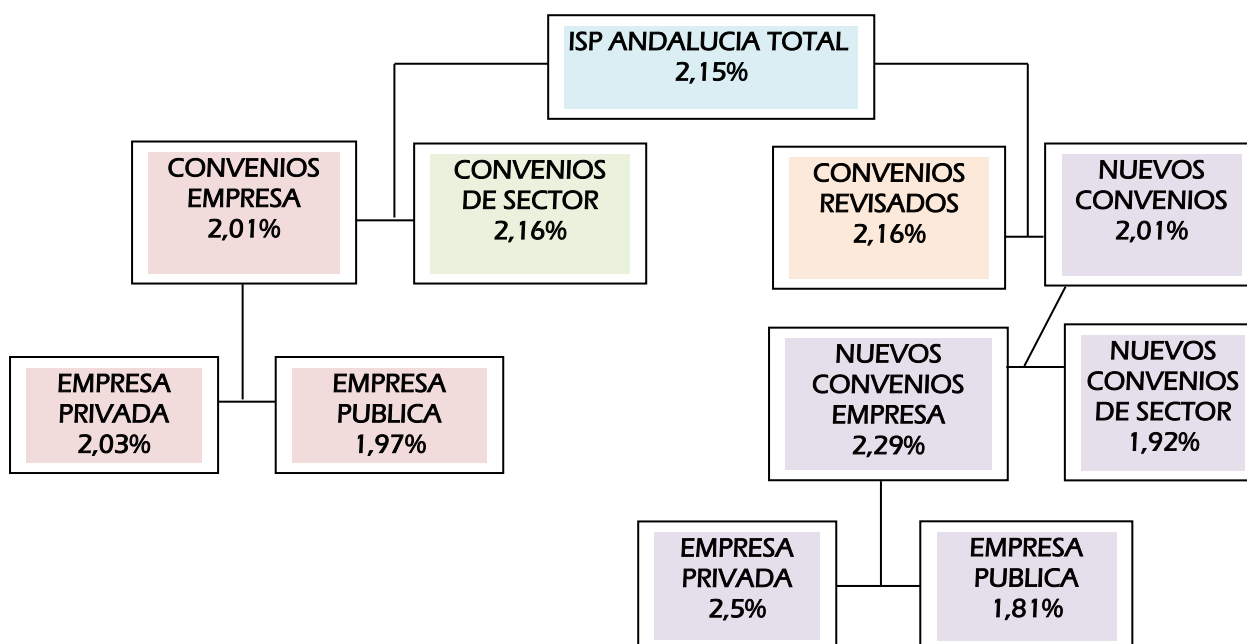 ISP ANDALUCIA TOTAL
2,15%
CONVENIOS
EMPRESA
2,01%
CONVENIOS
DE SECTOR
2,16%
CONVENIOS
REVISADOS
2,16%
NUEVOS
CONVENIOS
2,01%
EMPRESA
PRIVADA
2,03%
EMPRESA
PUBLICA
1,97%
NUEVOS
CONVENIOS
EMPRESA
2,29%
NUEVOS
CONVENIOS
DE SECTOR
1,92%
EMPRESA
PRIVADA
2,5%
EMPRESA
PUBLICA
1,81%